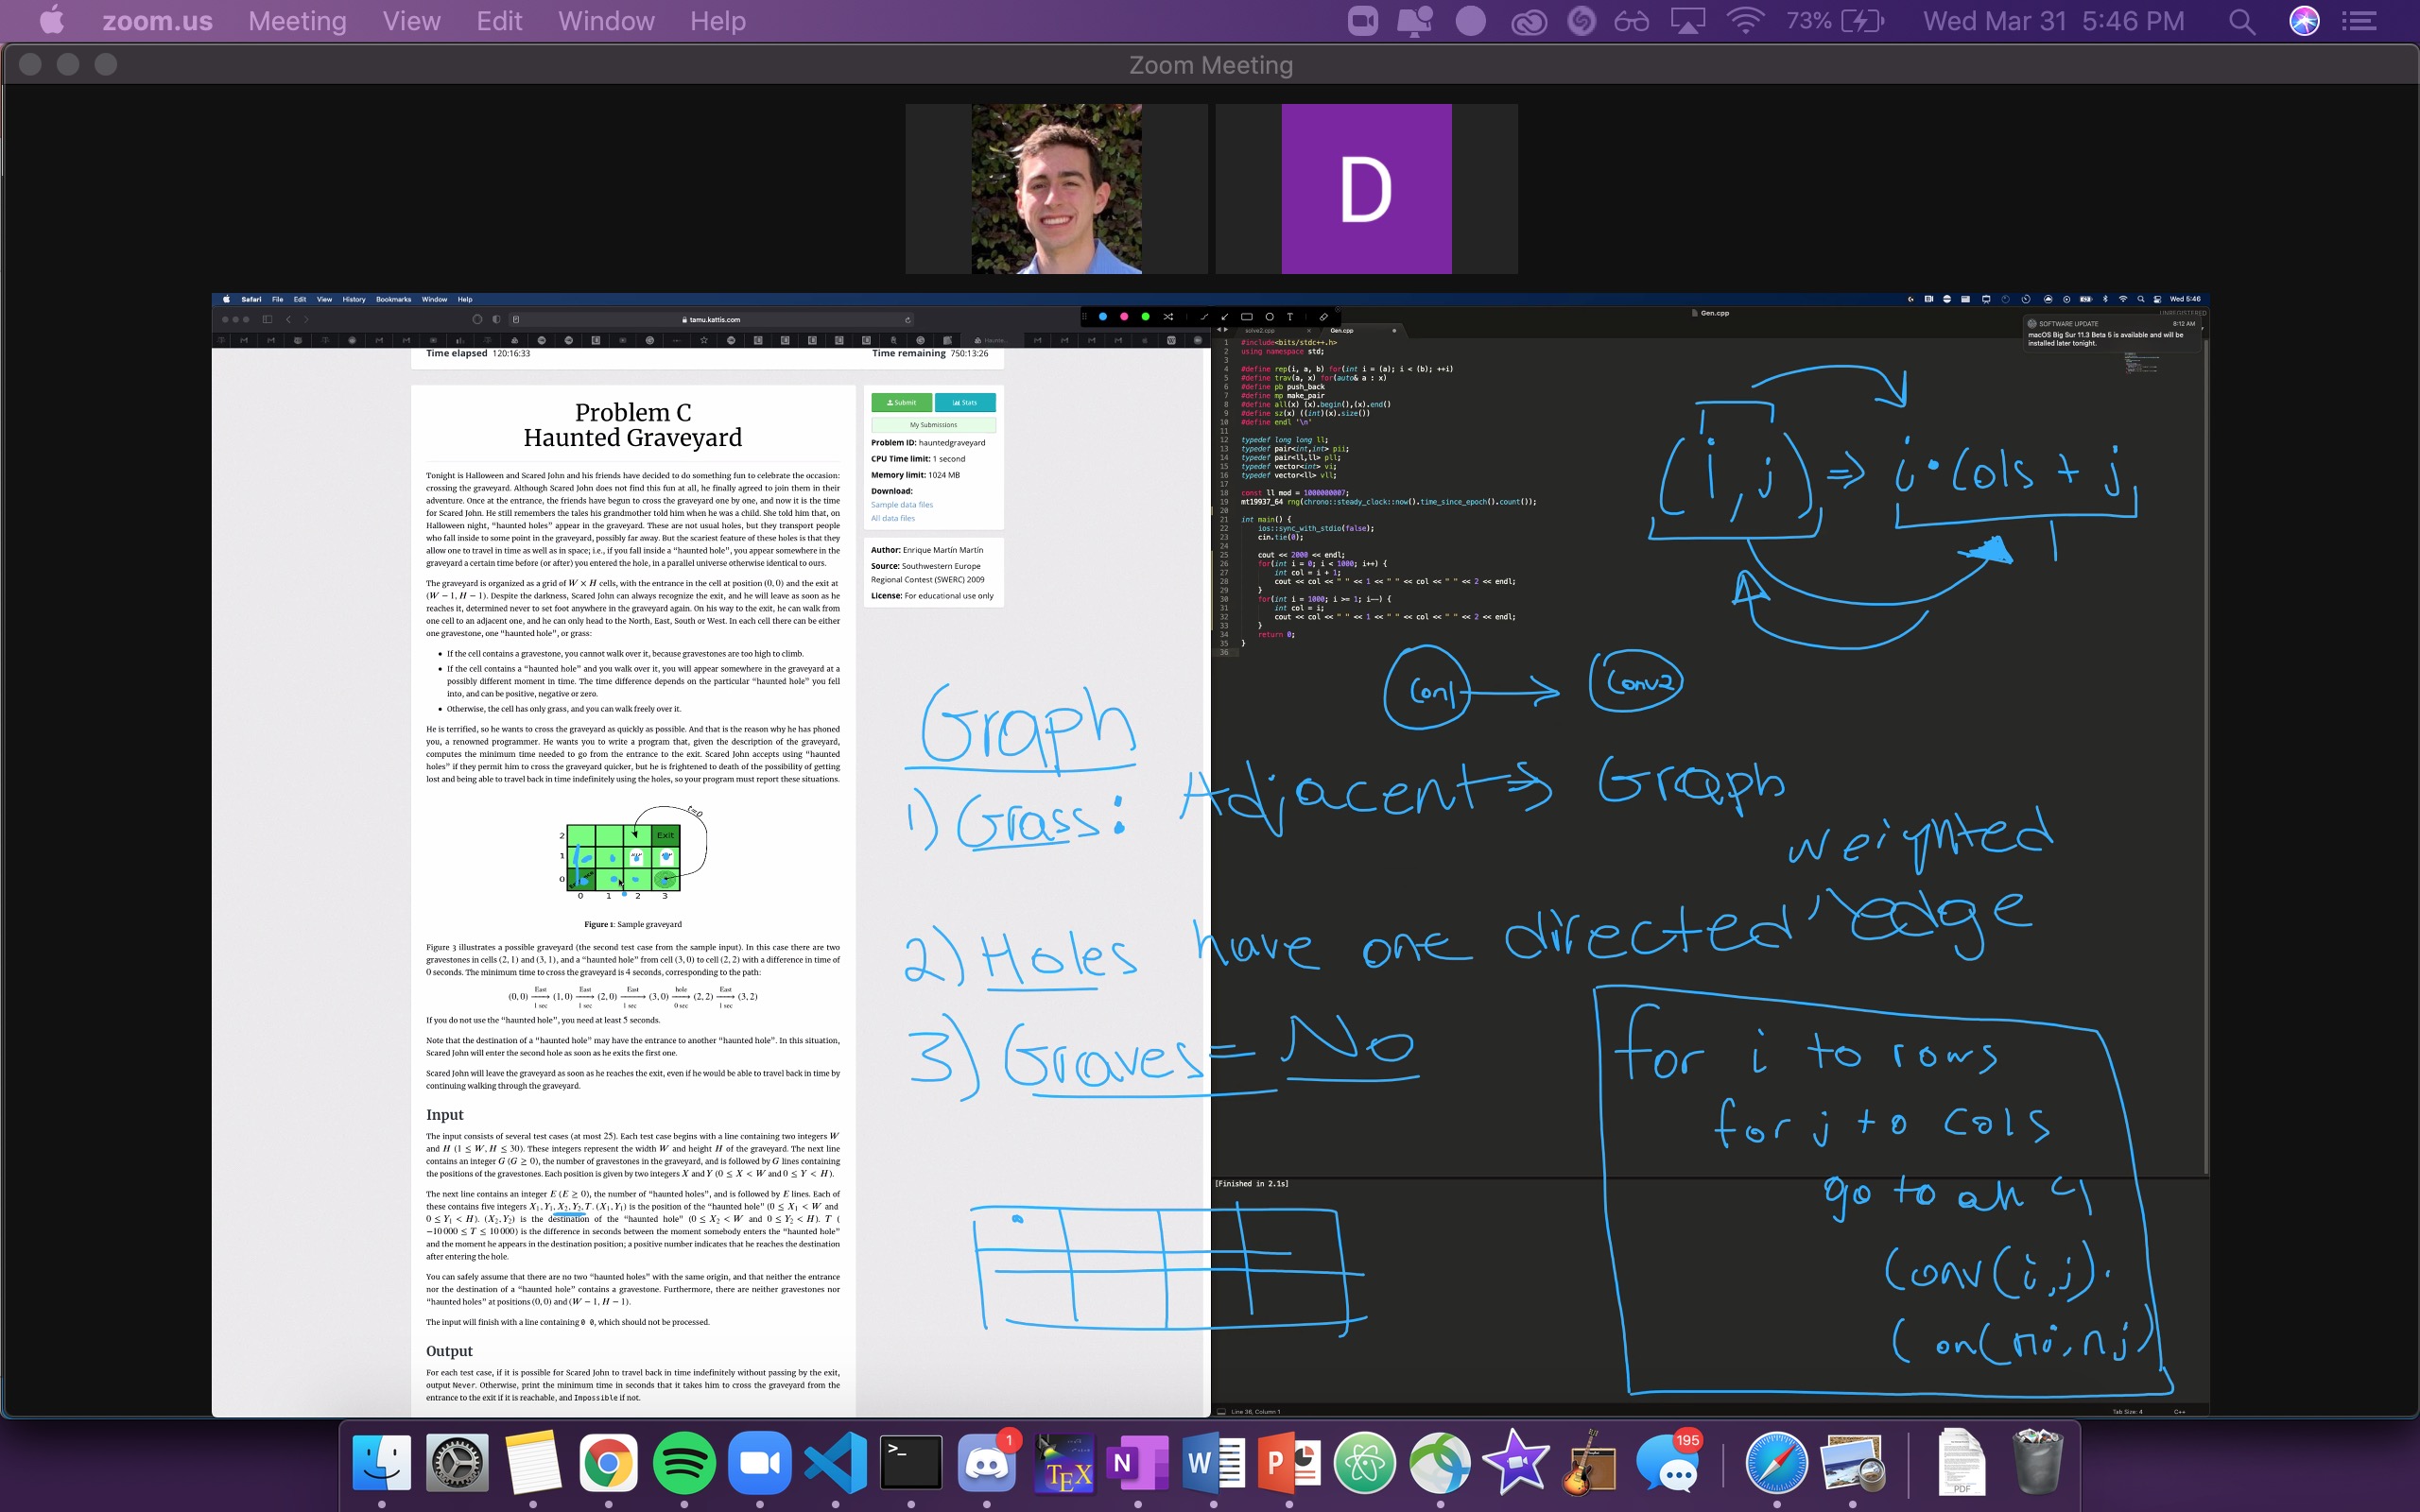 zoom.us Meeting View Edit Window Help 73% Wed Mar 31 5:46 PM
Zoom Meeting
D
Safari File Edit View History Bookmarks Window Help Wed 5:46
tamu.kattis.com
Time elapsed 120:16:33 Time remaining 750:13:26
Problem C
Haunted Graveyard
Tonight is Halloween and Scared John and his friends have decided to do something fun to celebrate the occasion:
crossing the graveyard. Although Scared John does not find this fun at all, he finally agreed to join them in their
adventure. Once at the entrance, the friends have begun to cross the graveyard one by one, and now it is the time
for Scared John. He still remembers the tales his grandmother told him when he was a child. She told him that, on
Halloween night, "haunted holes" appear in the graveyard. These are not usual holes, but they transport people
who fall inside to some point in the graveyard, possibly far away. But the scariest feature of these holes is that they
allow one to travel in time as well as in space; i.e., if you fall inside a "haunted hole", you appear somewhere in the
graveyard a certain time before (or after) you entered the hole, in a parallel universe otherwise identical to ours.
The graveyard is organized as a grid of W × H cells, with the entrance in the cell at position (0, 0) and the exit at
(W − 1, H − 1). Despite the darkness, Scared John can always recognize the exit, and he will leave as soon as he
reaches it, determined never to set foot anywhere in the graveyard again. On his way to the exit, he can walk from
one cell to an adjacent one, and he can only head to the North, East, South or West. In each cell there can be either
one gravestone, one "haunted hole", or grass:
• If the cell contains a gravestone, you cannot walk over it, because gravestones are too high to climb.
• If the cell contains a "haunted hole" and you walk over it, you will appear somewhere in the graveyard at a
possibly different moment in time. The time difference depends on the particular "haunted hole" you fell
into, and can be positive, negative or zero.
• Otherwise, the cell has only grass, and you can walk freely over it.
He is terrified, so he wants to cross the graveyard as quickly as possible. And that is the reason why he has phoned
you, a renowned programmer. He wants you to write a program that, given the description of the graveyard,
computes the minimum time needed to go from the entrance to the exit. Scared John accepts using "haunted
holes" if they permit him to cross the graveyard quicker, but he is frightened to death of the possibility of getting
lost and being able to travel back in time indefinitely using the holes, so your program must report these situations.
t=0
2 Exit
1
0
0 1 2 3
Figure 1: Sample graveyard
Figure 3 illustrates a possible graveyard (the second test case from the sample input). In this case there are two
gravestones in cells (2, 1) and (3, 1), and a "haunted hole" from cell (3, 0) to cell (2, 2) with a difference in time of
0 seconds. The minimum time to cross the graveyard is 4 seconds, corresponding to the path:
East East East hole East
(0, 0) → (1, 0) → (2, 0) → (3, 0) → (2, 2) → (3, 2)
1 sec 1 sec 1 sec 0 sec 1 sec
If you do not use the "haunted hole", you need at least 5 seconds.
Note that the destination of a "haunted hole" may have the entrance to another "haunted hole". In this situation,
Scared John will enter the second hole as soon as he exits the first one.
Scared John will leave the graveyard as soon as he reaches the exit, even if he would be able to travel back in time by
continuing walking through the graveyard.
Input
The input consists of several test cases (at most 25). Each test case begins with a line containing two integers W
and H (1 ≤ W, H ≤ 30). These integers represent the width W and height H of the graveyard. The next line
contains an integer G (G ≥ 0), the number of gravestones in the graveyard, and is followed by G lines containing
the positions of the gravestones. Each position is given by two integers X and Y (0 ≤ X < W and 0 ≤ Y < H).
The next line contains an integer E (E ≥ 0), the number of "haunted holes", and is followed by E lines. Each of
these contains five integers X1, Y1, X2, Y2, T. (X1, Y1) is the position of the "haunted hole" (0 ≤ X1 < W and
0 ≤ Y1 < H). (X2, Y2) is the destination of the "haunted hole" (0 ≤ X2 < W and 0 ≤ Y2 < H). T (
−10 000 ≤ T ≤ 10 000) is the difference in seconds between the moment somebody enters the "haunted hole"
and the moment he appears in the destination position; a positive number indicates that he reaches the destination
after entering the hole.
You can safely assume that there are no two "haunted holes" with the same origin, and that neither the entrance
nor the destination of a "haunted hole" contains a gravestone. Furthermore, there are neither gravestones nor
"haunted holes" at positions (0, 0) and (W − 1, H − 1).
The input will finish with a line containing 0 0, which should not be processed.
Output
For each test case, if it is possible for Scared John to travel back in time indefinitely without passing by the exit,
output Never. Otherwise, print the minimum time in seconds that it takes him to cross the graveyard from the
entrance to the exit if it is reachable, and Impossible if not.
Submit Stats
My Submissions
Problem ID: hauntedgraveyard
CPU Time limit: 1 second
Memory limit: 1024 MB
Download:
Sample data files
All data files
Author: Enrique Martín Martín
Source: Southwestern Europe
Regional Contest (SWERC) 2009
License: For educational use only
Gen.cpp
UNREGISTERED
solve2.cpp Gen.cpp
SOFTWARE UPDATE 8:12 AM
macOS Big Sur 11.3 Beta 5 is available and will be
installed later tonight.
1 #include<bits/stdc++.h>
2 using namespace std;
3
4 #define rep(i, a, b) for(int i = (a); i < (b); ++i)
5 #define trav(a, x) for(auto& a : x)
6 #define pb push_back
7 #define mp make_pair
8 #define all(x) (x).begin(),(x).end()
9 #define sz(x) ((int)(x).size())
10 #define endl '\n'
11
12 typedef long long ll;
13 typedef pair<int,int> pii;
14 typedef pair<ll,ll> pll;
15 typedef vector<int> vi;
16 typedef vector<ll> vll;
17
18 const ll mod = 1000000007;
19 mt19937_64 rng(chrono::steady_clock::now().time_since_epoch().count());
20
21 int main() {
22 ios::sync_with_stdio(false);
23 cin.tie(0);
24
25 cout << 2000 << endl;
26 for(int i = 0; i < 1000; i++) {
27 int col = i + 1;
28 cout << col << " " << 1 << " " << col << " " << 2 << endl;
29 }
30 for(int i = 1000; i >= 1; i--) {
31 int col = i;
32 cout << col << " " << 1 << " " << col << " " << 2 << endl;
33 }
34 return 0;
35 }
36
(i, j) ⇒ i·Cols + j
Con1 → Conv2
Graph
1) Grass: Adjacent ⇒ Graph
weighted
2) Holes have one directed edge
3) Graves = No
for i to rows
for j to cols
go to all 4
conv(i,j).
con(ni,nj)
[Finished in 2.1s]
Line 36, Column 1 Tab Size: 4 C++
1
195
TEX
PDF